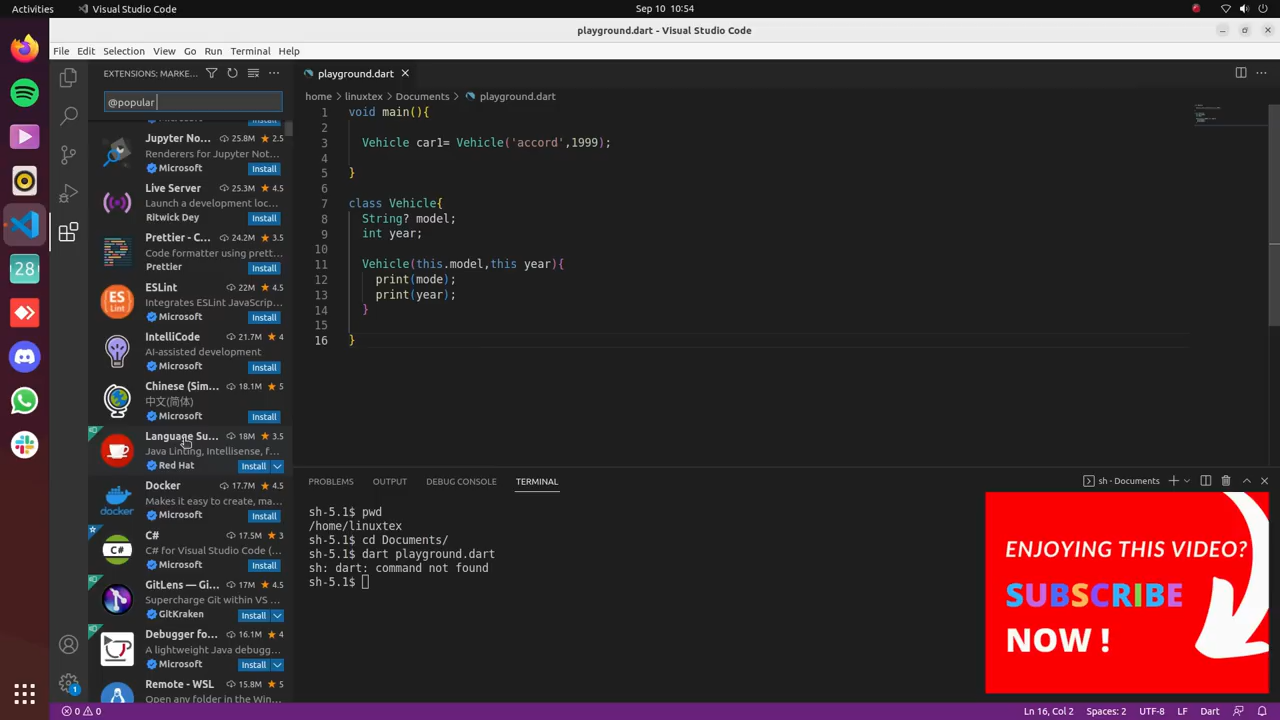 Activities
Visual Studio Code
Sep 10 10:54
playground.dart - Visual Studio Code
File Edit Selection View Go Run Terminal Help
EXTENSIONS: MARKE...
@popular
Microsoft
Install
Jupyter No... 25.8M 2.5
Renderers for Jupyter Not...
Microsoft
Install
Live Server 25.3M 4.5
Launch a development loc...
Ritwick Dey
Install
Prettier - C... 24.2M 3.5
Code formatter using prett...
Prettier
Install
ES
Lint
ESLint 22M 4.5
Integrates ESLint JavaScrip...
Microsoft
Install
IntelliCode 21.7M 4
AI-assisted development
Microsoft
Install
Chinese (Sim... 18.1M 5
中文(简体)
Microsoft
Install
Language Su... 18M 3.5
Java Linting, Intellisense, f...
Red Hat
Install
docker
Docker 17.7M 4.5
Makes it easy to create, ma...
Microsoft
Install
C#
C# 17.5M 3
C# for Visual Studio Code (...
Microsoft
Install
GitLens — Gi... 17M 4.5
Supercharge Git within VS ...
GitKraken
Install
Debugger fo... 16.1M 4
A lightweight Java debugg...
Microsoft
Install
Remote - WSL 15.8M 5
Open any folder in the Win...
28
1
0 0
playground.dart
home linuxtex Documents playground.dart
1 void main(){
2
3 Vehicle car1= Vehicle('accord',1999);
4
5 }
6
7 class Vehicle{
8 String? model;
9 int year;
10
11 Vehicle(this.model,this year){
12 print(mode);
13 print(year);
14 }
15
16 }
PROBLEMS OUTPUT DEBUG CONSOLE TERMINAL
sh - Documents
sh-5.1$ pwd
/home/linuxtex
sh-5.1$ cd Documents/
sh-5.1$ dart playground.dart
sh: dart: command not found
sh-5.1$
ENJOYING THIS VIDEO?
SUBSCRIBE
NOW !
Ln 16, Col 2 Spaces: 2 UTF-8 LF Dart